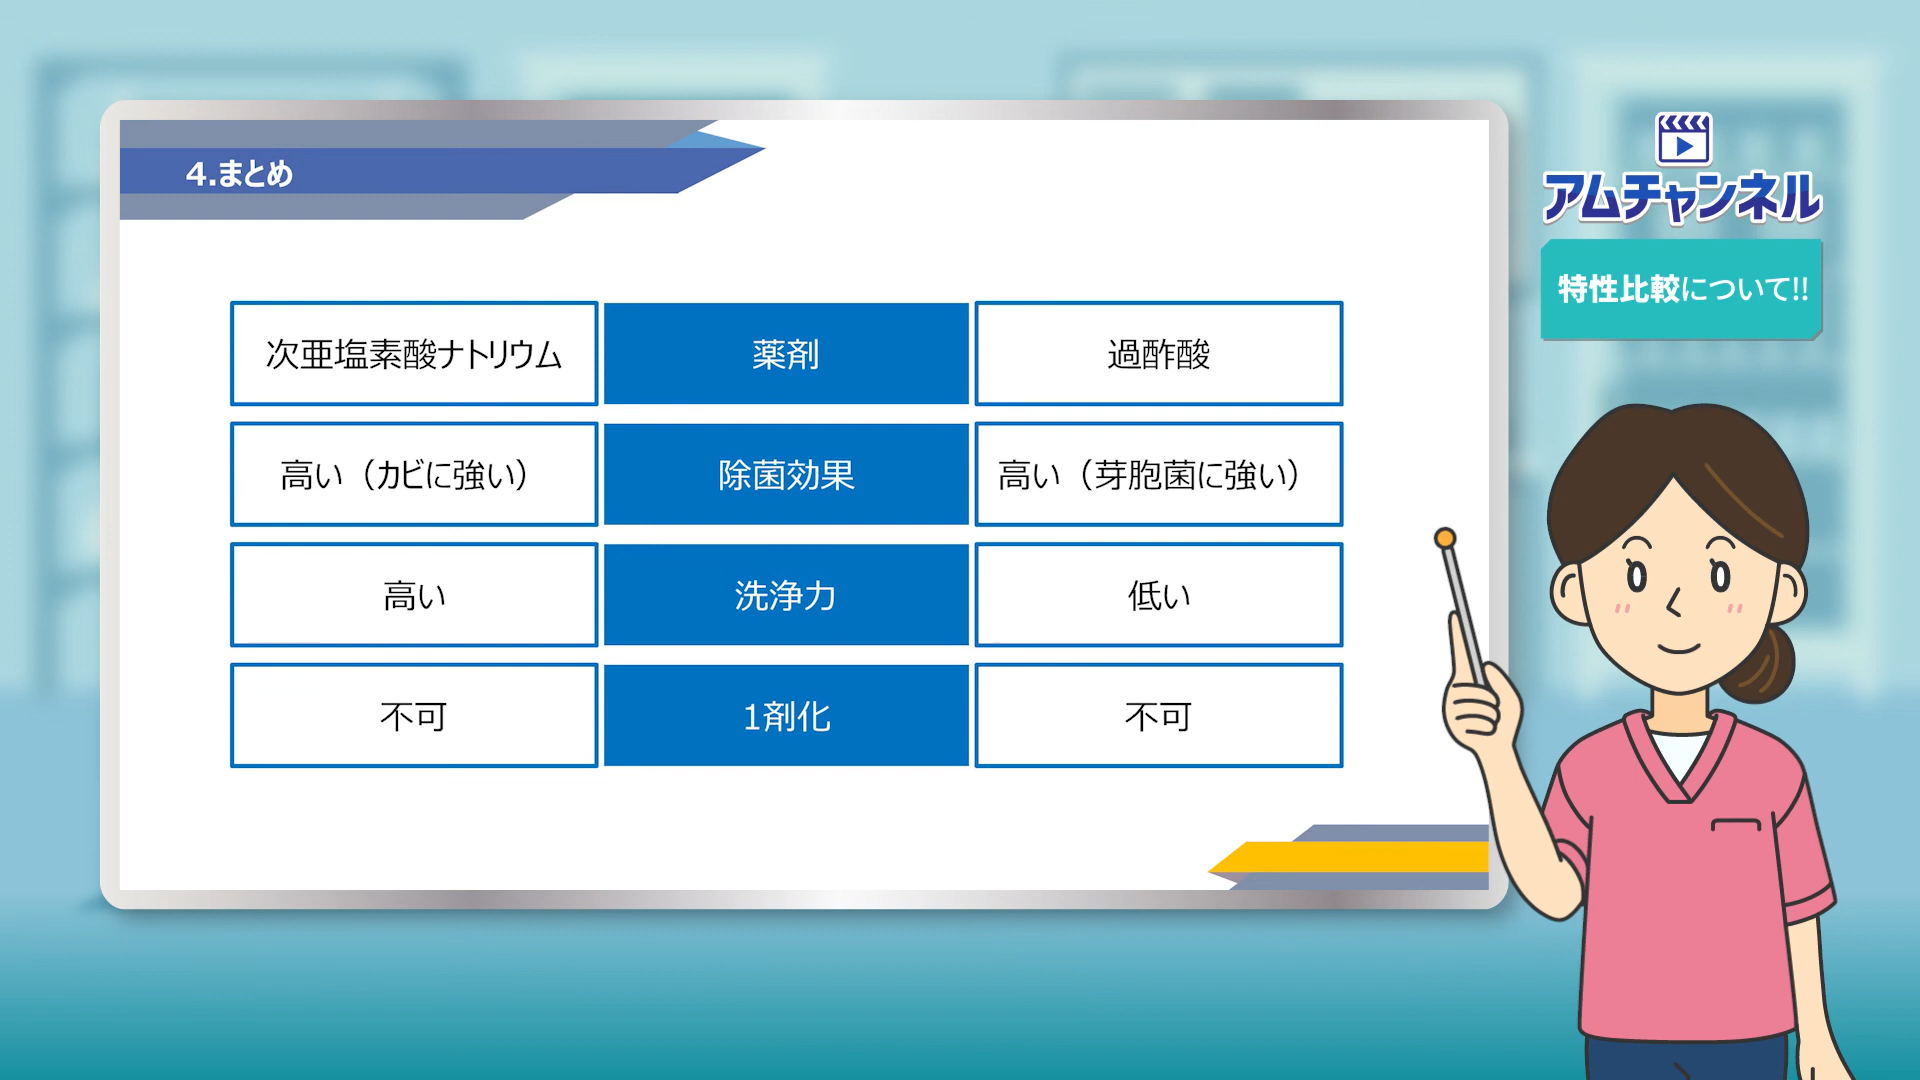 4.まとめ
次亜塩素酸ナトリウム
薬剤
過酢酸
高い（カビに強い）
除菌効果
高い（芽胞菌に強い）
高い
洗浄力
低い
不可
1剤化
不可
アムチャンネル
特性比較について!!